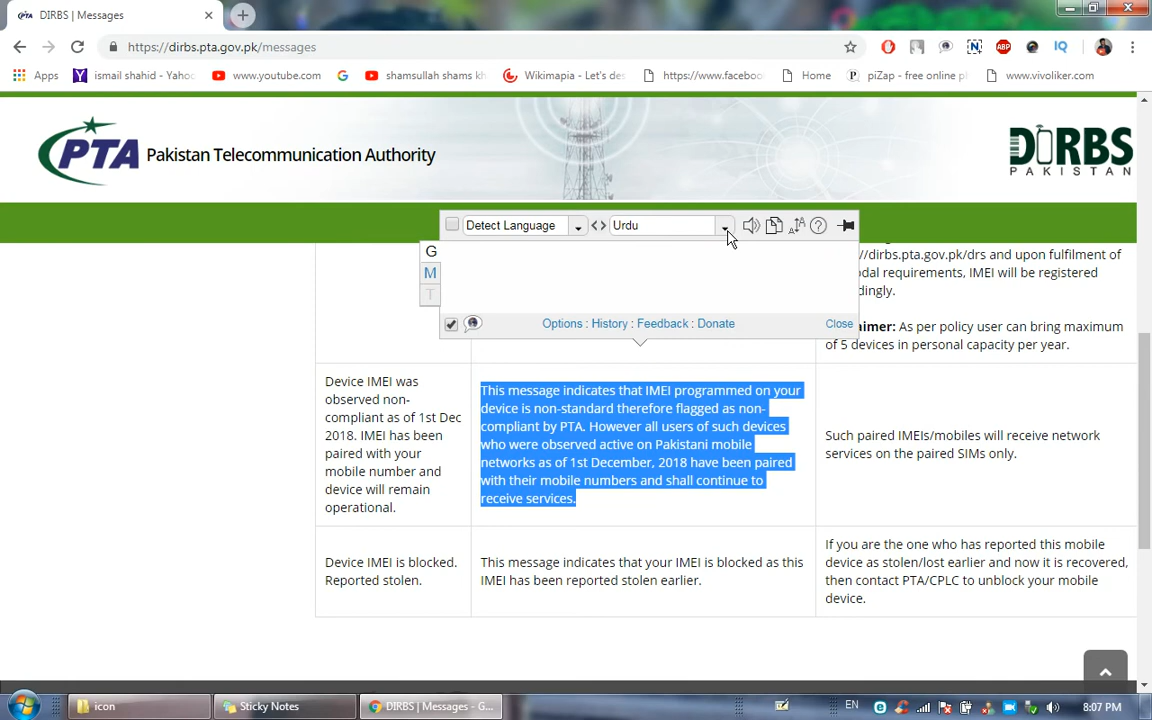 PTA DIRBS | Messages
https://dirbs.pta.gov.pk/messages
ABP
IQ
Apps
ismail shahid - Yaho
www.youtube.com
G
shamsullah shams kh
Wikimapia - Let's des
https://www.faceboo
Home
P piZap - free online p
www.vivoliker.com
PTA Pakistan Telecommunication Authority
DIRBS
PAKISTAN
Detect Language
Urdu
G
M
T
Options : History : Feedback : Donate
Close
//dirbs.pta.gov.pk/drs and upon fulfilment of
dal requirements, IMEI will be registered
dingly.
laimer: As per policy user can bring maximum
of 5 devices in personal capacity per year.
Device IMEI was
observed non-
compliant as of 1st Dec
2018. IMEI has been
paired with your
mobile number and
device will remain
operational.
This message indicates that IMEI programmed on your
device is non-standard therefore flagged as non-
compliant by PTA. However all users of such devices
who were observed active on Pakistani mobile
networks as of 1st December, 2018 have been paired
with their mobile numbers and shall continue to
receive services.
Such paired IMEIs/mobiles will receive network
services on the paired SIMs only.
Device IMEI is blocked.
Reported stolen.
This message indicates that your IMEI is blocked as this
IMEI has been reported stolen earlier.
If you are the one who has reported this mobile
device as stolen/lost earlier and now it is recovered,
then contact PTA/CPLC to unblock your mobile
device.
icon
Sticky Notes
DIRBS | Messages - G...
EN
8:07 PM